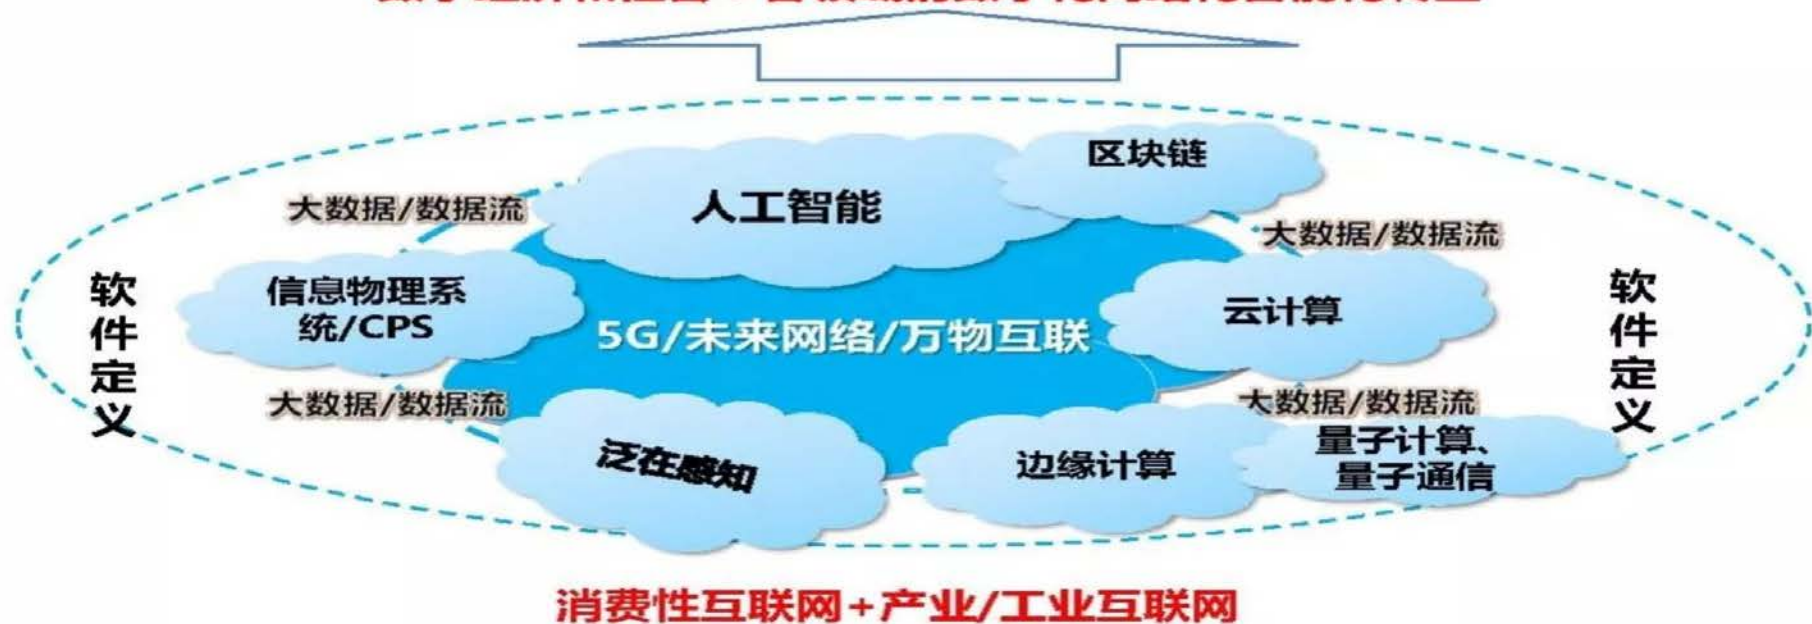 区块链
人工智能
大数据/数据流
大数据/数据流
软件定义
信息物理系
统/CPS
云计算
软件定义
5G/未来网络/万物互联
大数据/数据流
大数据/数据流
泛在感知
边缘计算
量子计算、
量子通信
消费性互联网+产业/工业互联网